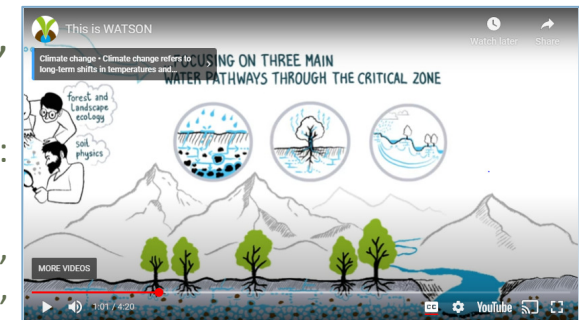 This is WATSON
Watch later
Share
Climate change • Climate change refers to
long-term shifts in temperatures and...
FOCUSING ON THREE MAIN
WATER PATHWAYS THROUGH THE CRITICAL ZONE
forest and
Landscape
ecology
soil
physics
MORE VIDEOS
1:01 / 4:20
CC
YouTube